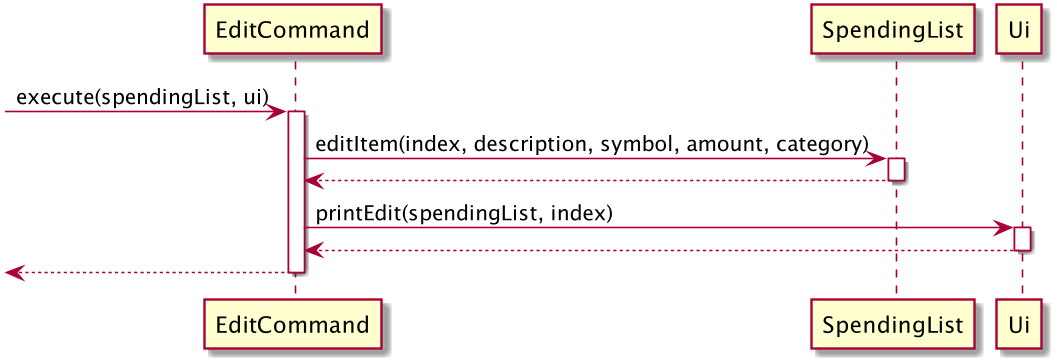 EditCommand
SpendingList
Ui
execute(spendingList, ui)
editItem(index, description, symbol, amount, category)
printEdit(spendingList, index)
EditCommand
SpendingList
Ui